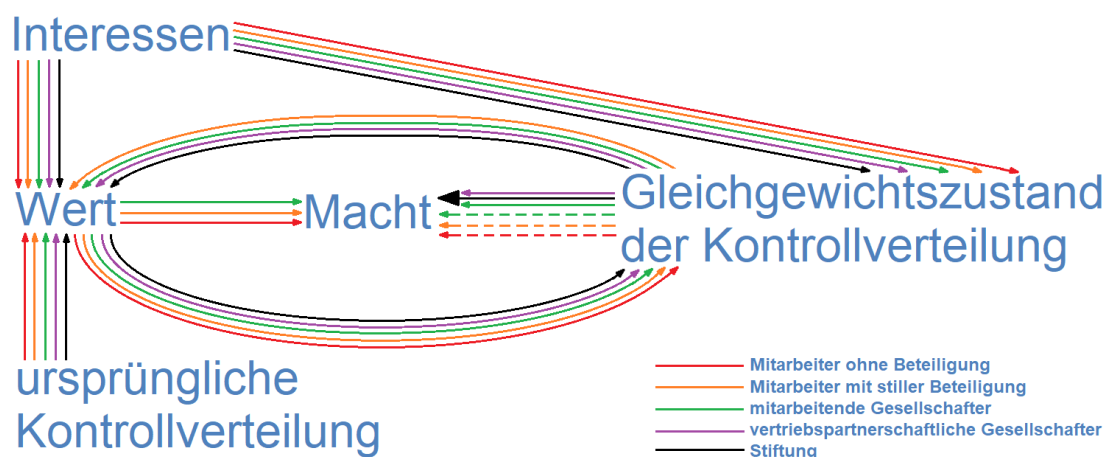 Interessen
Wert
Macht
Gleichgewichtszustand
der Kontrollverteilung
ursprüngliche
Kontrollverteilung
Mitarbeiter ohne Beteiligung
Mitarbeiter mit stiller Beteiligung
mitarbeitende Gesellschafter
vertriebspartnerschaftliche Gesellschafter
Stiftung